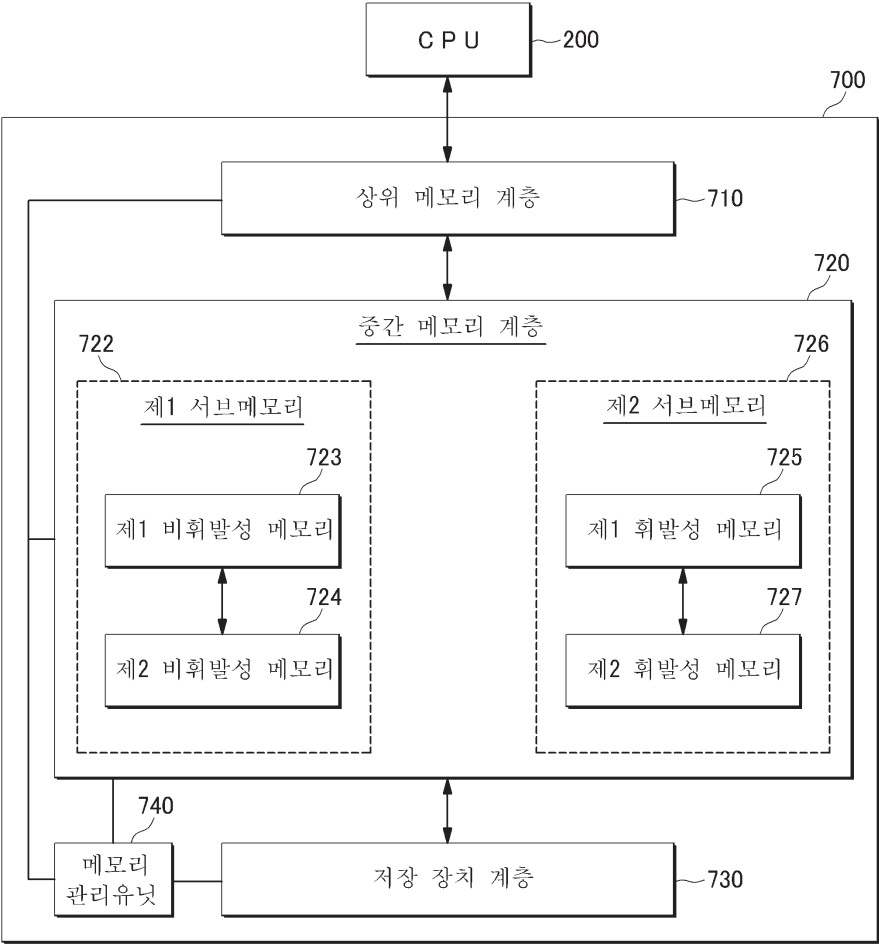 CPU
200
700
상위 메모리 계층
710
720
중간 메모리 계층
722
726
제1 서브메모리
제2 서브메모리
723
725
제1 비휘발성 메모리
제1 휘발성 메모리
724
727
제2 비휘발성 메모리
제2 휘발성 메모리
740
메모리
관리유닛
저장 장치 계층
730